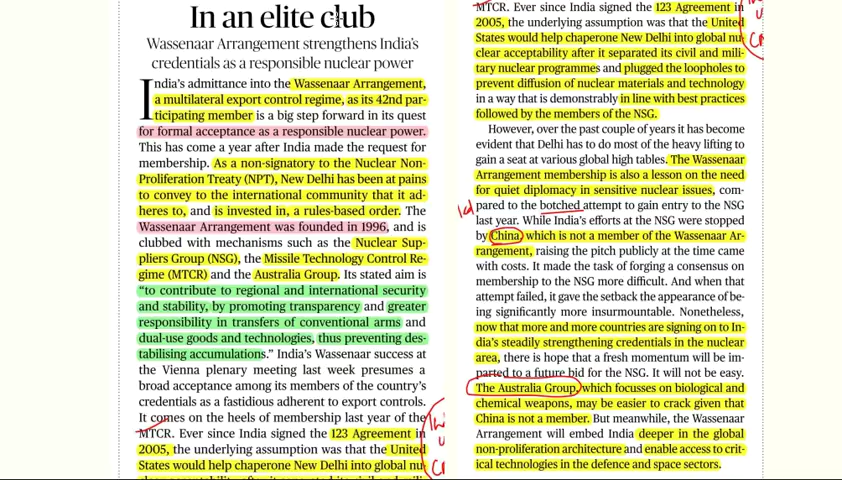 In an elite club
Wassenaar Arrangement strengthens India's
credentials as a responsible nuclear power
India's admittance into the Wassenaar Arrangement,
a multilateral export control regime, as its 42nd par-
ticipating member is a big step forward in its quest
for formal acceptance as a responsible nuclear power.
This has come a year after India made the request for
membership. As a non-signatory to the Nuclear Non-
Proliferation Treaty (NPT), New Delhi has been at pains
to convey to the international community that it ad-
heres to, and is invested in, a rules-based order. The
Wassenaar Arrangement was founded in 1996, and is
clubbed with mechanisms such as the Nuclear Sup-
pliers Group (NSG), the Missile Technology Control Re-
gime (MTCR) and the Australia Group. Its stated aim is
“to contribute to regional and international security
and stability, by promoting transparency and greater
responsibility in transfers of conventional arms and
dual-use goods and technologies, thus preventing des-
tabilising accumulations.” India's Wassenaar success at
the Vienna plenary meeting last week presumes a
broad acceptance among its members of the country's
credentials as a fastidious adherent to export controls.
It comes on the heels of membership last year of the
MTCR. Ever since India signed the 123 Agreement in
2005, the underlying assumption was that the United
States would help chaperone New Delhi into global nu-
MTCR. Ever since India signed the 123 Agreement in
2005, the underlying assumption was that the United
States would help chaperone New Delhi into global nu-
clear acceptability after it separated its civil and mili-
tary nuclear programmes and plugged the loopholes to
prevent diffusion of nuclear materials and technology
in a way that is demonstrably in line with best practices
followed by the members of the NSG.
However, over the past couple of years it has become
evident that Delhi has to do most of the heavy lifting to
gain a seat at various global high tables. The Wassenaar
Arrangement membership is also a lesson on the need
for quiet diplomacy in sensitive nuclear issues, com-
pared to the botched attempt to gain entry to the NSG
last year. While India's efforts at the NSG were stopped
by China, which is not a member of the Wassenaar Ar-
rangement, raising the pitch publicly at the time came
with costs. It made the task of forging a consensus on
membership to the NSG more difficult. And when that
attempt failed, it gave the setback the appearance of be-
ing significantly more insurmountable. Nonetheless,
now that more and more countries are signing on to In-
dia's steadily strengthening credentials in the nuclear
area, there is hope that a fresh momentum will be im-
parted to a future bid for the NSG. It will not be easy.
The Australia Group, which focusses on biological and
chemical weapons, may be easier to crack given that
China is not a member. But meanwhile, the Wassenaar
Arrangement will embed India deeper in the global
non-proliferation architecture and enable access to crit-
ical technologies in the defence and space sectors.